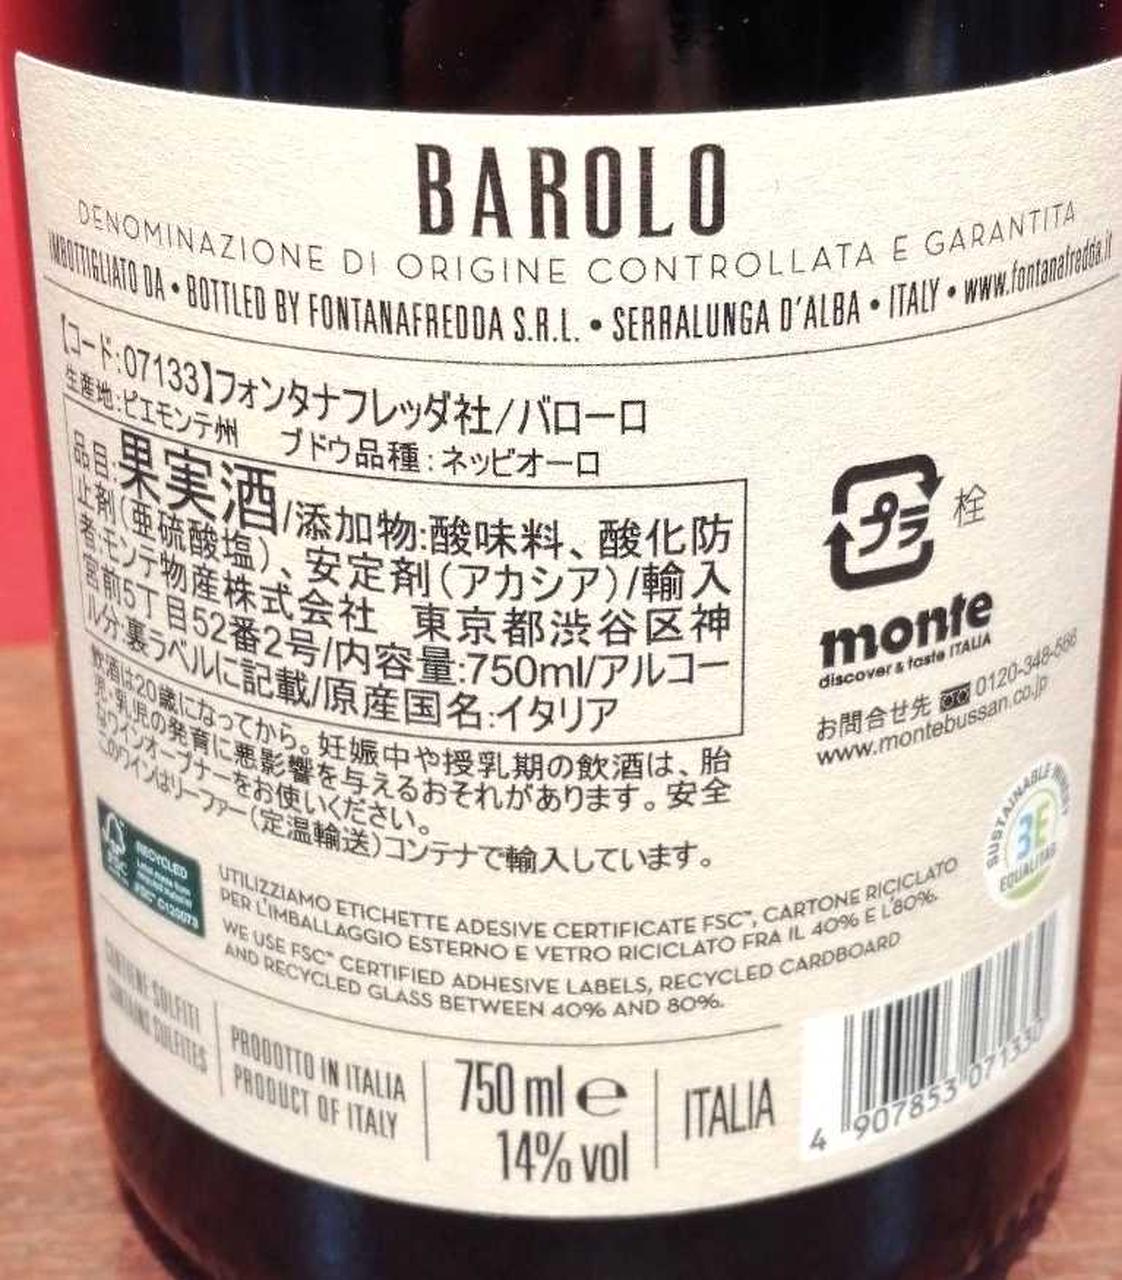 BAROLO
DENOMINAZIONE DI ORIGINE CONTROLLATA E GARANTITA
IMBOTTIGLIATO DA • BOTTLED BY FONTANAFREDDA S.R.L. • SERRALUNGA D'ALBA • ITALY • www.fontanafredda.it
【コード:07133】フォンタナフレッダ社/バローロ
生産地:ピエモンテ州 ブドウ品種:ネッビオーロ
品目:果実酒/添加物:酸味料、酸化防
止剤(亜硫酸塩)、安定剤(アカシア)/輸入
者:モンテ物産株式会社 東京都渋谷区神
宮前5丁目52番2号/内容量:750ml/アルコー
ル分:裏ラベルに記載/原産国名:イタリア
飲酒は20歳になってから。妊娠中や授乳期の飲酒は、胎
児・乳児の発育に悪影響を与えるおそれがあります。安全
なワインオープナーをお使いください。
このワインはリーファー(定温輸送)コンテナで輸入しています。
プラ 栓
monte
discover & taste ITALIA
お問合せ先 0120-348-566
www.montebussan.co.jp
SUSTAINABLE WINERY
3E
EQUALITAS
FSC
RECYCLED
FSC® C120079
UTILIZZIAMO ETICHETTE ADESIVE CERTIFICATE FSC™, CARTONE RICICLATO
PER L'IMBALLAGGIO ESTERNO E VETRO RICICLATO FRA IL 40% E L'80%.
WE USE FSC™ CERTIFIED ADHESIVE LABELS, RECYCLED CARDBOARD
AND RECYCLED GLASS BETWEEN 40% AND 80%.
CONTIENE SOLFITI
CONTAINS SULFITES
PRODOTTO IN ITALIA
PRODUCT OF ITALY
750 ml e
14% vol
ITALIA
4 907853 071330